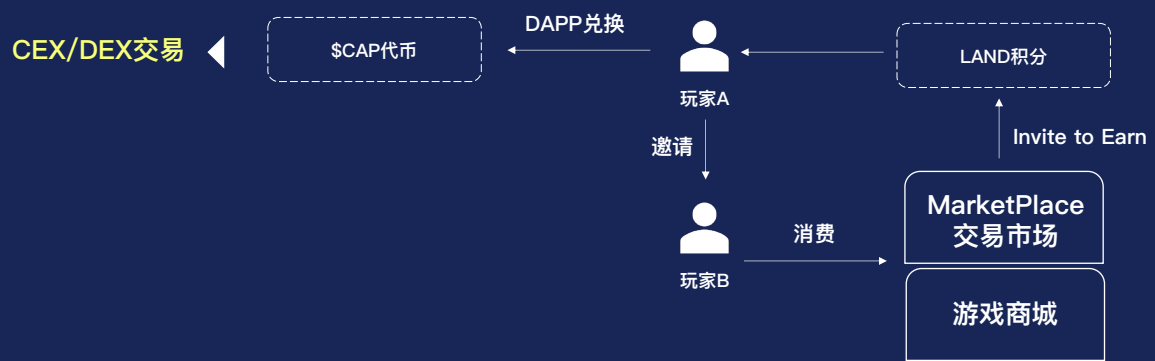 CEX/DEX交易
$CAP代币
DAPP兑换
玩家A
LAND积分
邀请
Invite to Earn
玩家B
消费
MarketPlace
交易市场
游戏商城